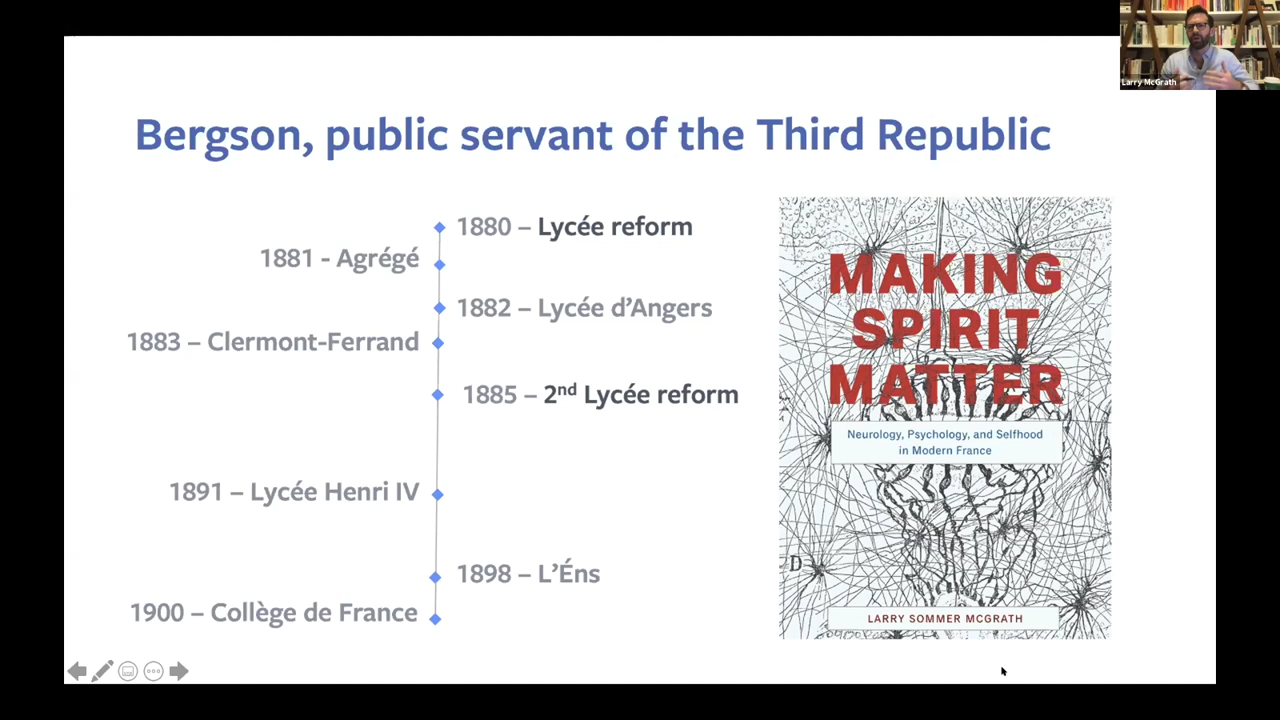 Larry McGrath
Bergson, public servant of the Third Republic
1880 – Lycée reform
1881 - Agrégé
1882 – Lycée d’Angers
1883 – Clermont-Ferrand
1885 – 2nd Lycée reform
1891 – Lycée Henri IV
1898 – L’Éns
1900 – Collège de France
MAKING
SPIRIT
MATTER
Neurology, Psychology, and Selfhood
in Modern France
D
LARRY SOMMER MCGRATH